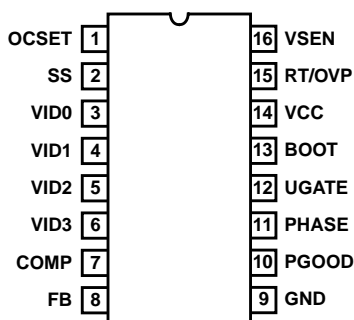 OCSET 1 16 VSEN
SS 2 15 RT/OVP
VID0 3 14 VCC
VID1 4 13 BOOT
VID2 5 12 UGATE
VID3 6 11 PHASE
COMP 7 10 PGOOD
FB 8 9 GND